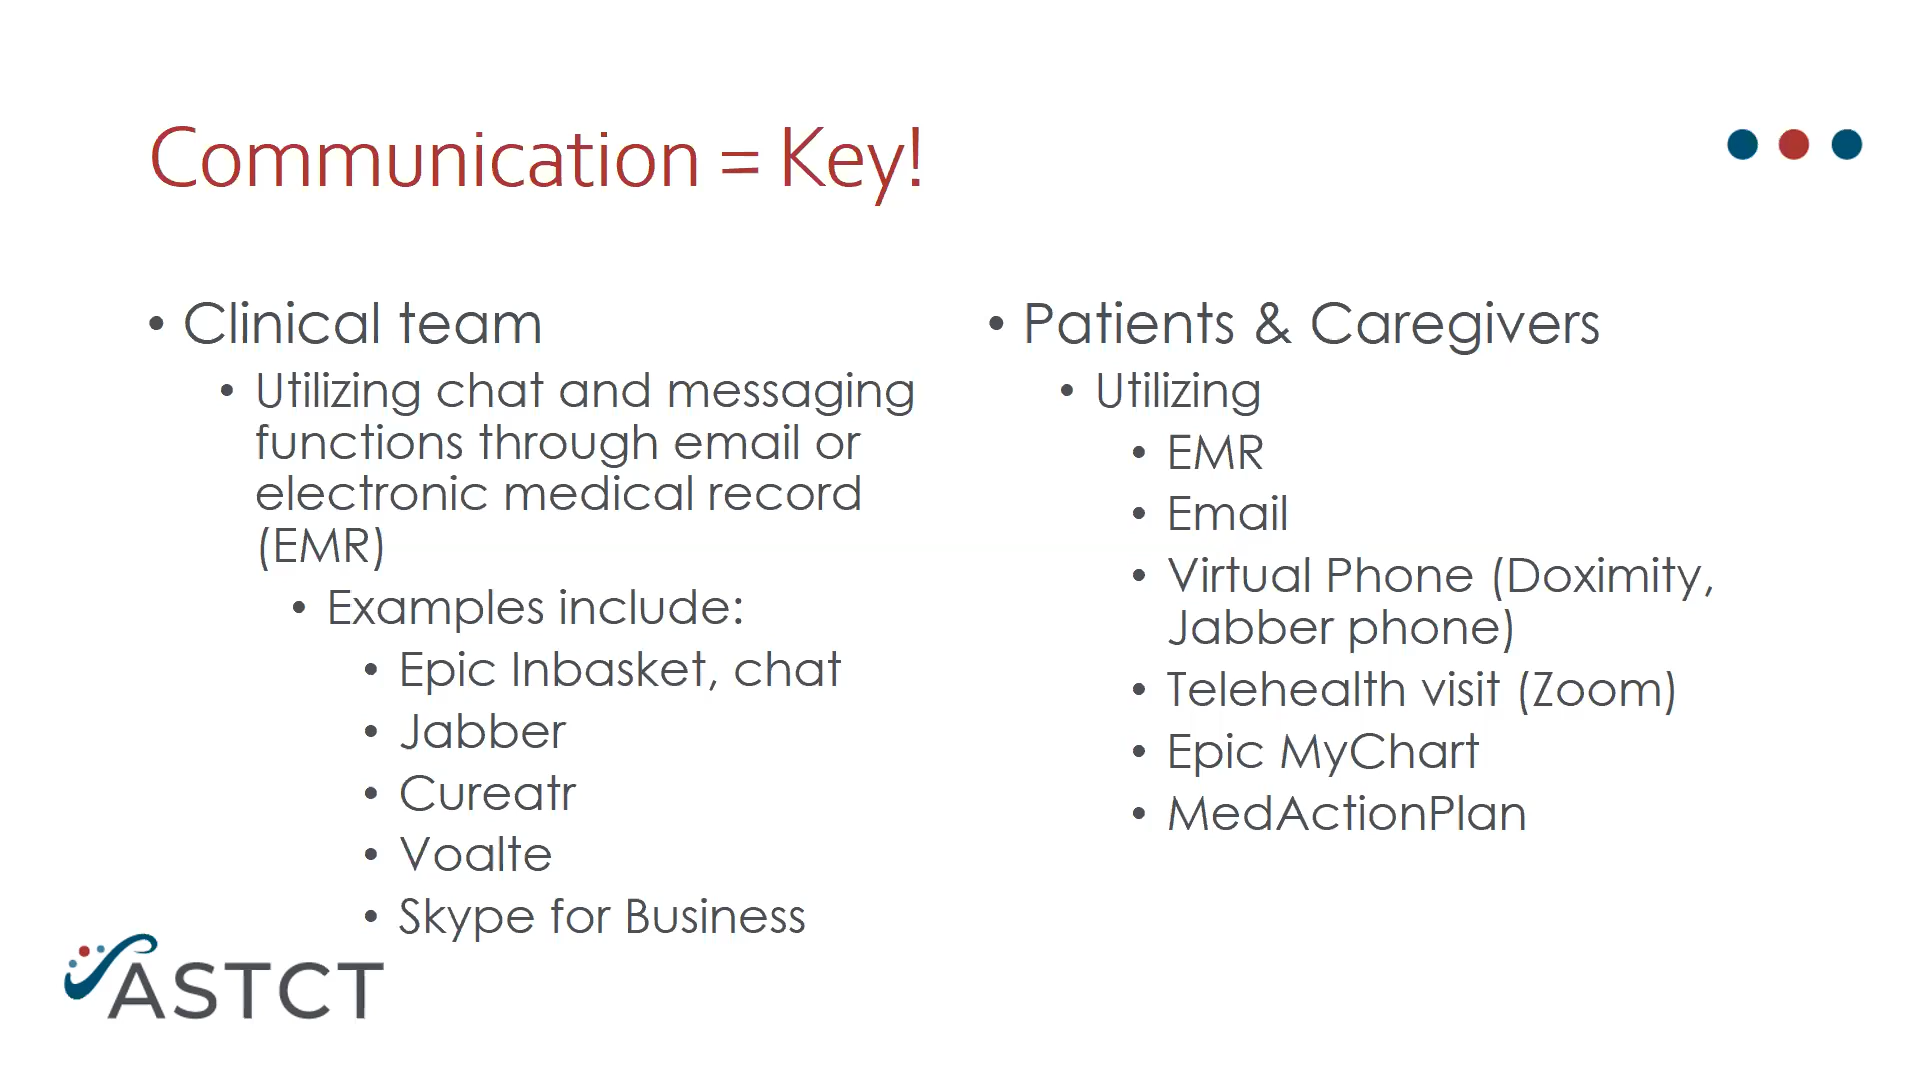 Communication = Key!
• Clinical team
• Utilizing chat and messaging
functions through email or
electronic medical record
(EMR)
• Examples include:
• Epic Inbasket, chat
• Jabber
• Cureatr
• Voalte
• Skype for Business
• Patients & Caregivers
• Utilizing
• EMR
• Email
• Virtual Phone (Doximity,
Jabber phone)
• Telehealth visit (Zoom)
• Epic MyChart
• MedActionPlan
ASTCT